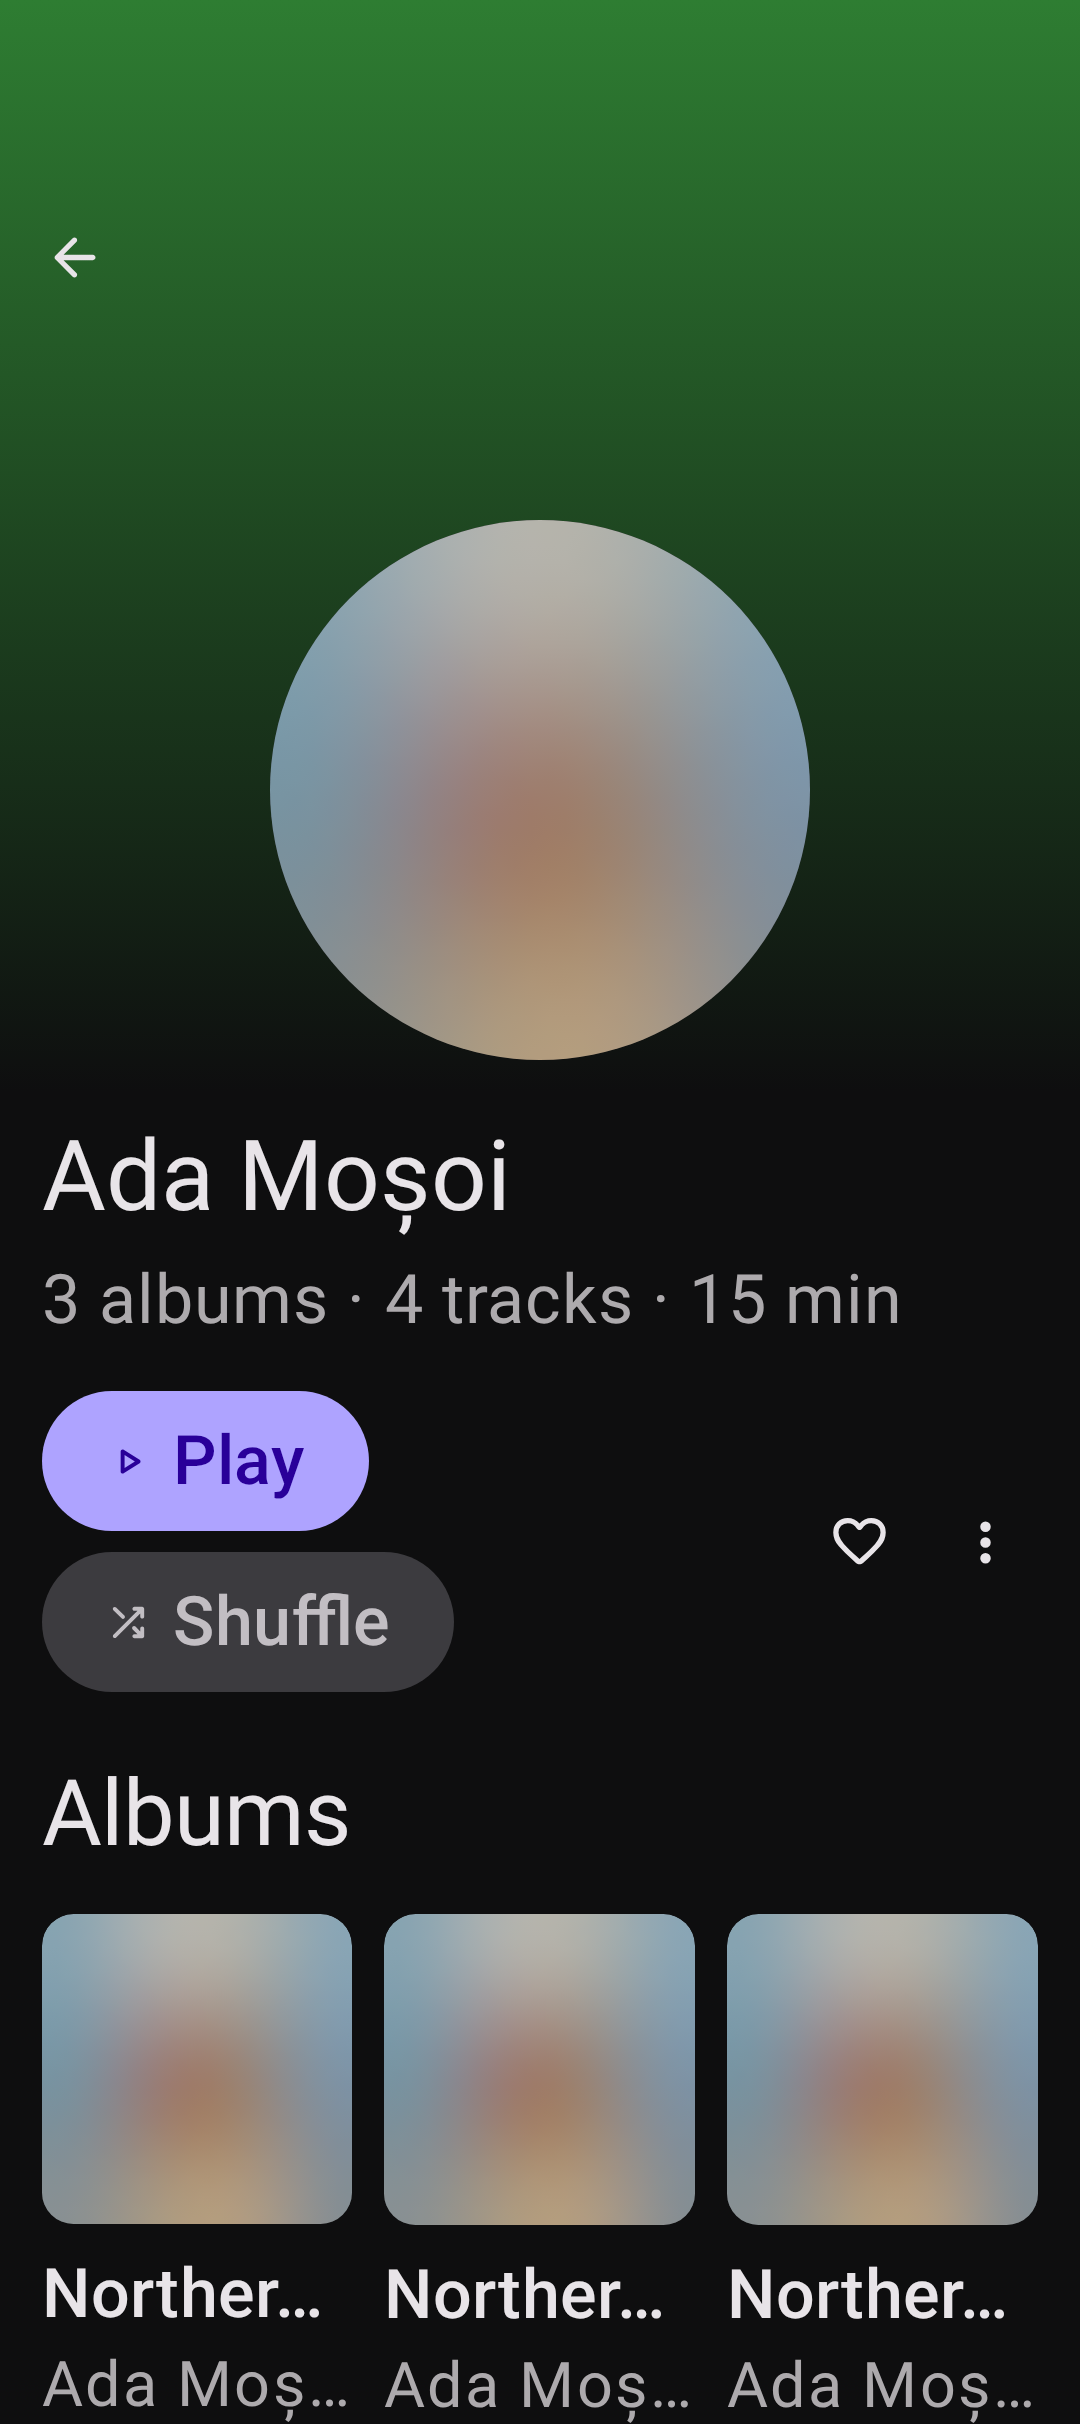 Ada Moșoi
3 albums · 4 tracks · 15 min
Play
Shuffle
Albums
Norther…
Norther…
Norther…
Ada Moș…
Ada Moș…
Ada Moș…